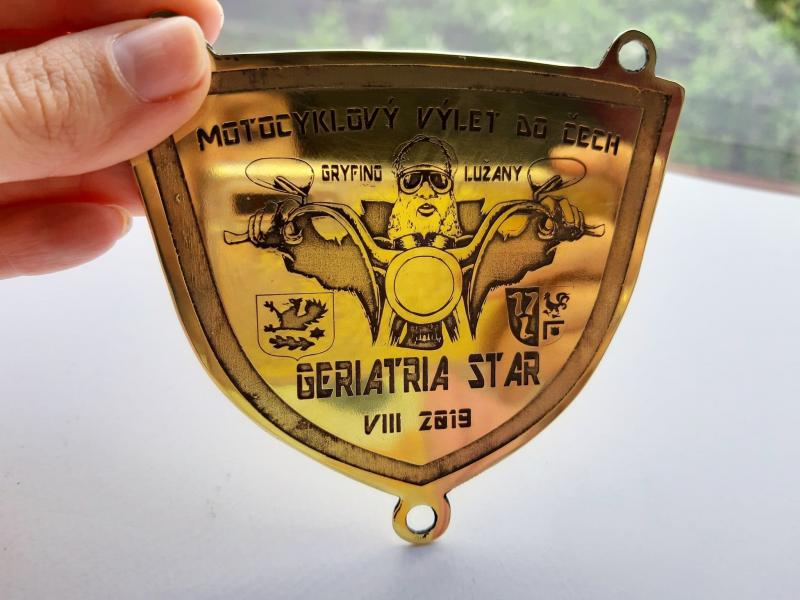 MOTOCYKLOVÝ VÝLET DO ČECH
GRYFINO LUŽANY
GERIATRIA STAR
VIII 2019